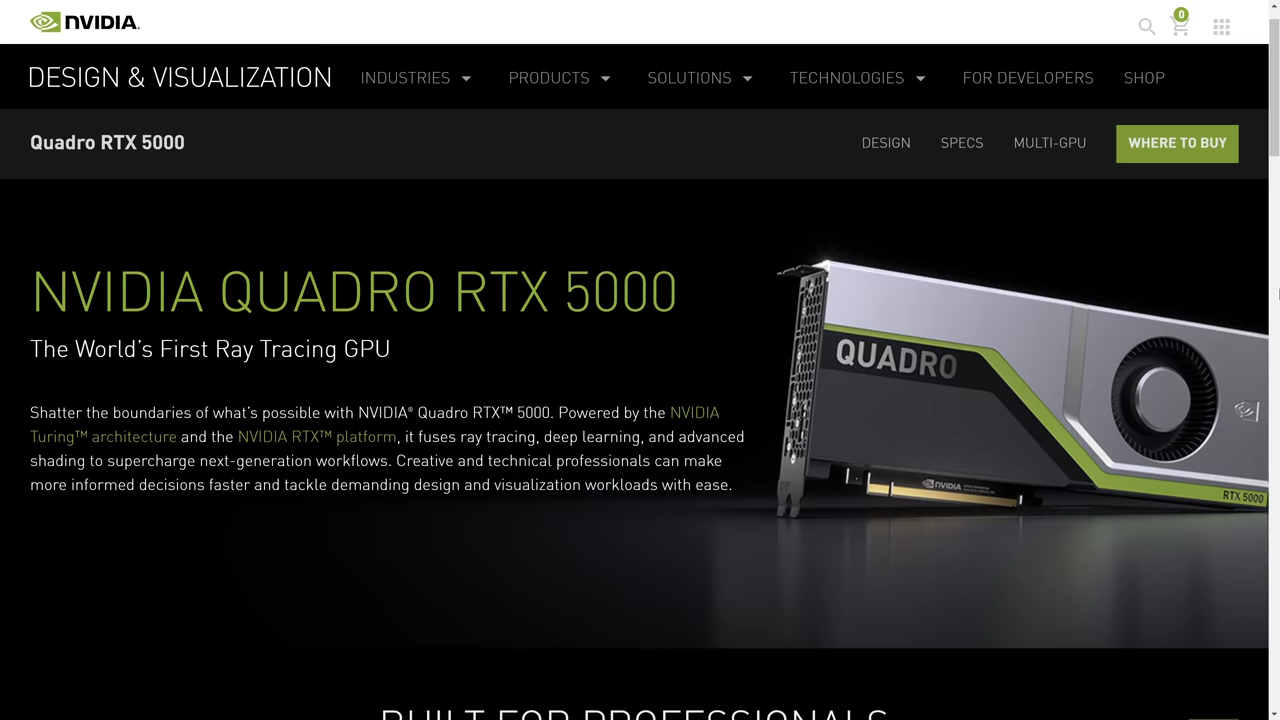 NVIDIA.
0
DESIGN & VISUALIZATION INDUSTRIES PRODUCTS SOLUTIONS TECHNOLOGIES FOR DEVELOPERS SHOP
Quadro RTX 5000 DESIGN SPECS MULTI-GPU WHERE TO BUY
NVIDIA QUADRO RTX 5000
The World's First Ray Tracing GPU
Shatter the boundaries of what's possible with NVIDIA® Quadro RTX™ 5000. Powered by the NVIDIA
Turing™ architecture and the NVIDIA RTX™ platform, it fuses ray tracing, deep learning, and advanced
shading to supercharge next-generation workflows. Creative and technical professionals can make
more informed decisions faster and tackle demanding design and visualization workloads with ease.
QUADRO
NVIDIA
RTX 5000
BUILT FOR PROFESSIONALS